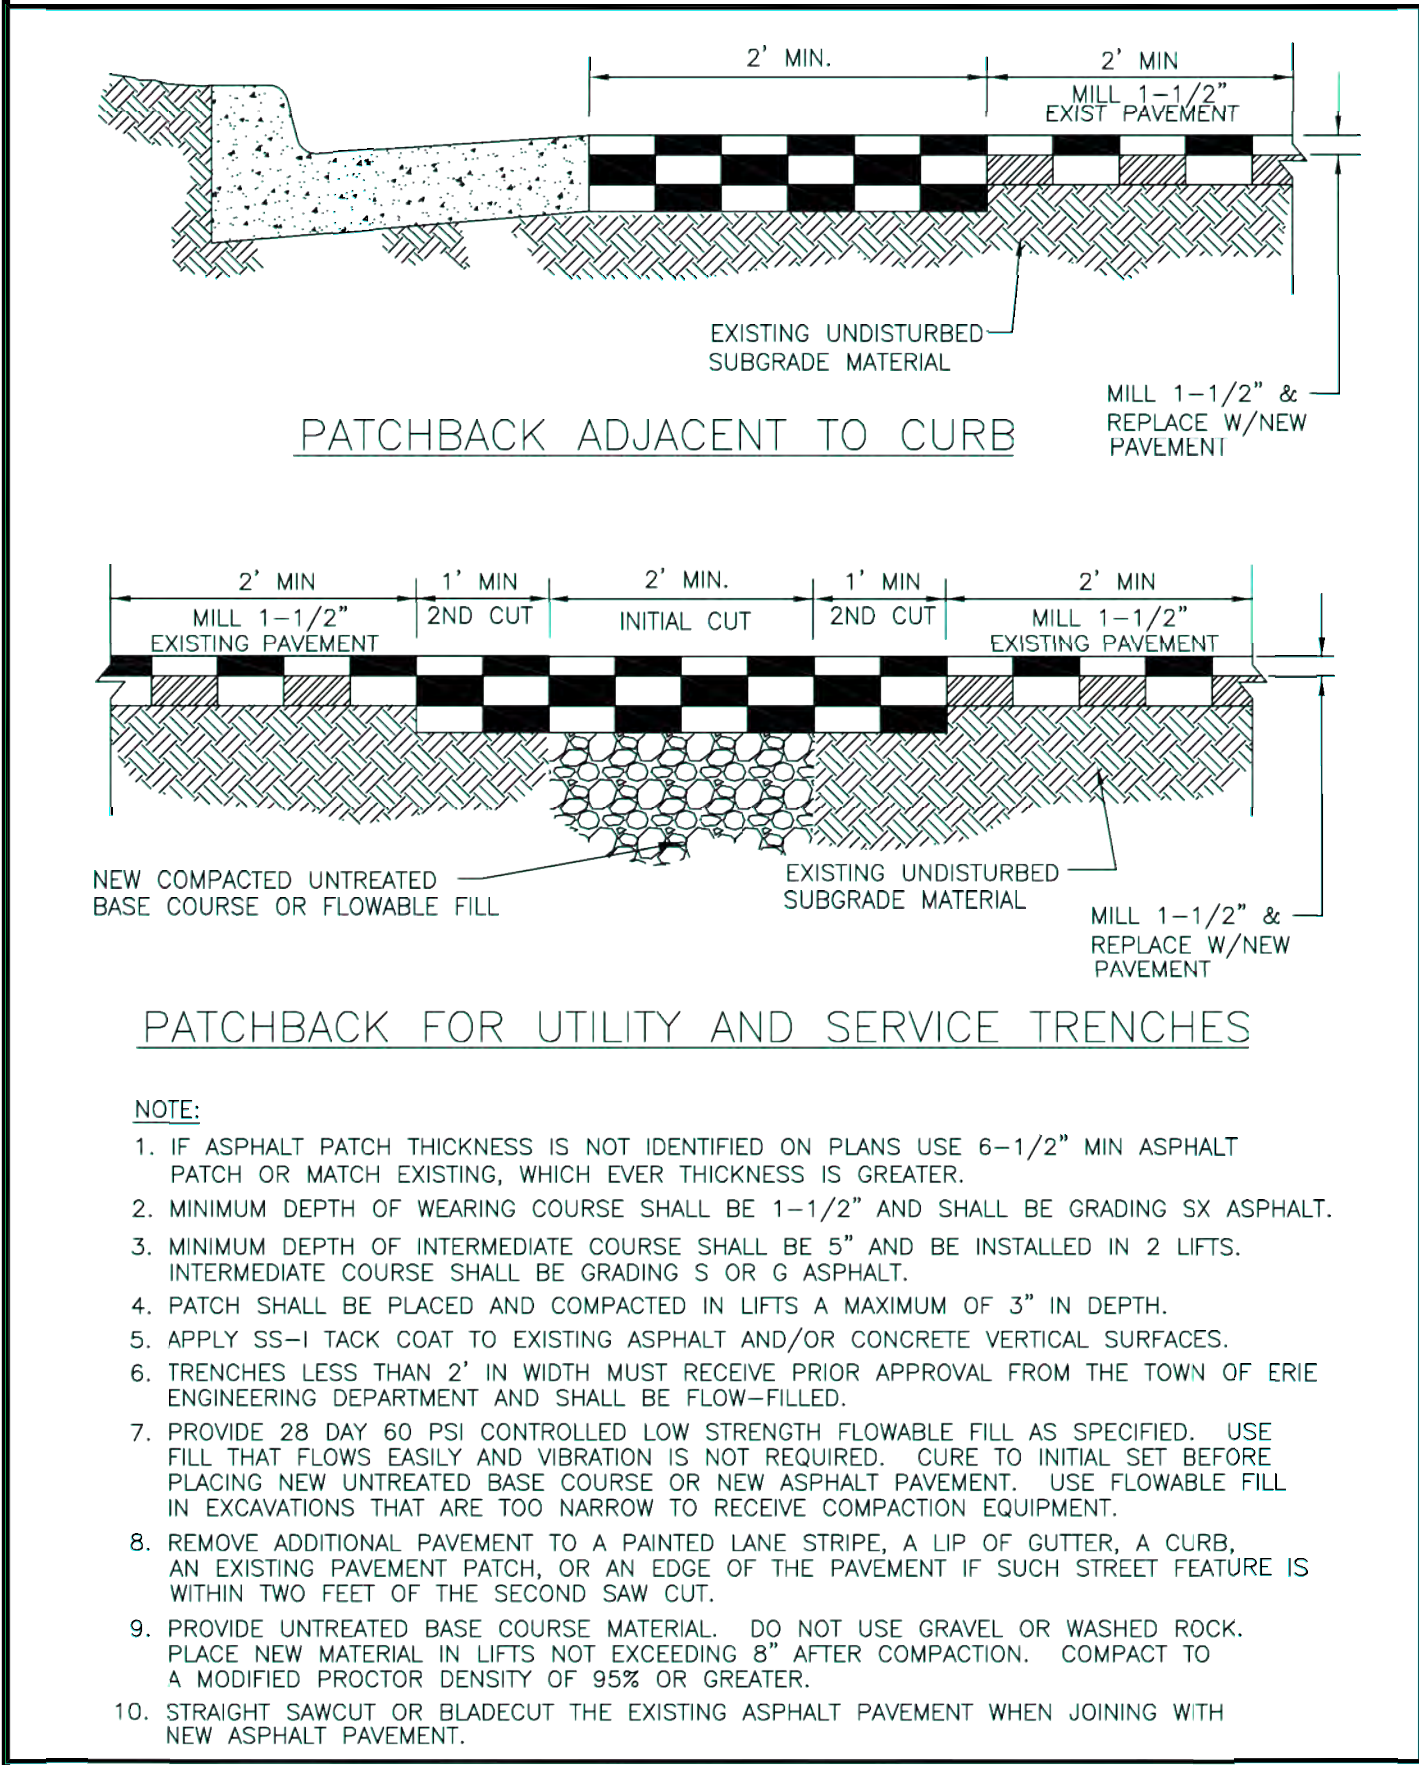 2' MIN.
2' MIN
MILL 1-1/2"
EXIST PAVEMENT
EXISTING UNDISTURBED
SUBGRADE MATERIAL
MILL 1-1/2" &
REPLACE W/NEW
PAVEMENT
PATCHBACK ADJACENT TO CURB
2' MIN
1' MIN
2' MIN.
1' MIN
2' MIN
MILL 1-1/2"
EXISTING PAVEMENT
2ND CUT
INITIAL CUT
2ND CUT
MILL 1-1/2"
EXISTING PAVEMENT
NEW COMPACTED UNTREATED
BASE COURSE OR FLOWABLE FILL
EXISTING UNDISTURBED
SUBGRADE MATERIAL
MILL 1-1/2" &
REPLACE W/NEW
PAVEMENT
PATCHBACK FOR UTILITY AND SERVICE TRENCHES
NOTE:
1. IF ASPHALT PATCH THICKNESS IS NOT IDENTIFIED ON PLANS USE 6-1/2" MIN ASPHALT
PATCH OR MATCH EXISTING, WHICH EVER THICKNESS IS GREATER.
2. MINIMUM DEPTH OF WEARING COURSE SHALL BE 1-1/2" AND SHALL BE GRADING SX ASPHALT.
3. MINIMUM DEPTH OF INTERMEDIATE COURSE SHALL BE 5" AND BE INSTALLED IN 2 LIFTS.
INTERMEDIATE COURSE SHALL BE GRADING S OR G ASPHALT.
4. PATCH SHALL BE PLACED AND COMPACTED IN LIFTS A MAXIMUM OF 3" IN DEPTH.
5. APPLY SS-I TACK COAT TO EXISTING ASPHALT AND/OR CONCRETE VERTICAL SURFACES.
6. TRENCHES LESS THAN 2' IN WIDTH MUST RECEIVE PRIOR APPROVAL FROM THE TOWN OF ERIE
ENGINEERING DEPARTMENT AND SHALL BE FLOW-FILLED.
7. PROVIDE 28 DAY 60 PSI CONTROLLED LOW STRENGTH FLOWABLE FILL AS SPECIFIED. USE
FILL THAT FLOWS EASILY AND VIBRATION IS NOT REQUIRED. CURE TO INITIAL SET BEFORE
PLACING NEW UNTREATED BASE COURSE OR NEW ASPHALT PAVEMENT. USE FLOWABLE FILL
IN EXCAVATIONS THAT ARE TOO NARROW TO RECEIVE COMPACTION EQUIPMENT.
8. REMOVE ADDITIONAL PAVEMENT TO A PAINTED LANE STRIPE, A LIP OF GUTTER, A CURB,
AN EXISTING PAVEMENT PATCH, OR AN EDGE OF THE PAVEMENT IF SUCH STREET FEATURE IS
WITHIN TWO FEET OF THE SECOND SAW CUT.
9. PROVIDE UNTREATED BASE COURSE MATERIAL. DO NOT USE GRAVEL OR WASHED ROCK.
PLACE NEW MATERIAL IN LIFTS NOT EXCEEDING 8" AFTER COMPACTION. COMPACT TO
A MODIFIED PROCTOR DENSITY OF 95% OR GREATER.
10. STRAIGHT SAWCUT OR BLADECUT THE EXISTING ASPHALT PAVEMENT WHEN JOINING WITH
NEW ASPHALT PAVEMENT.